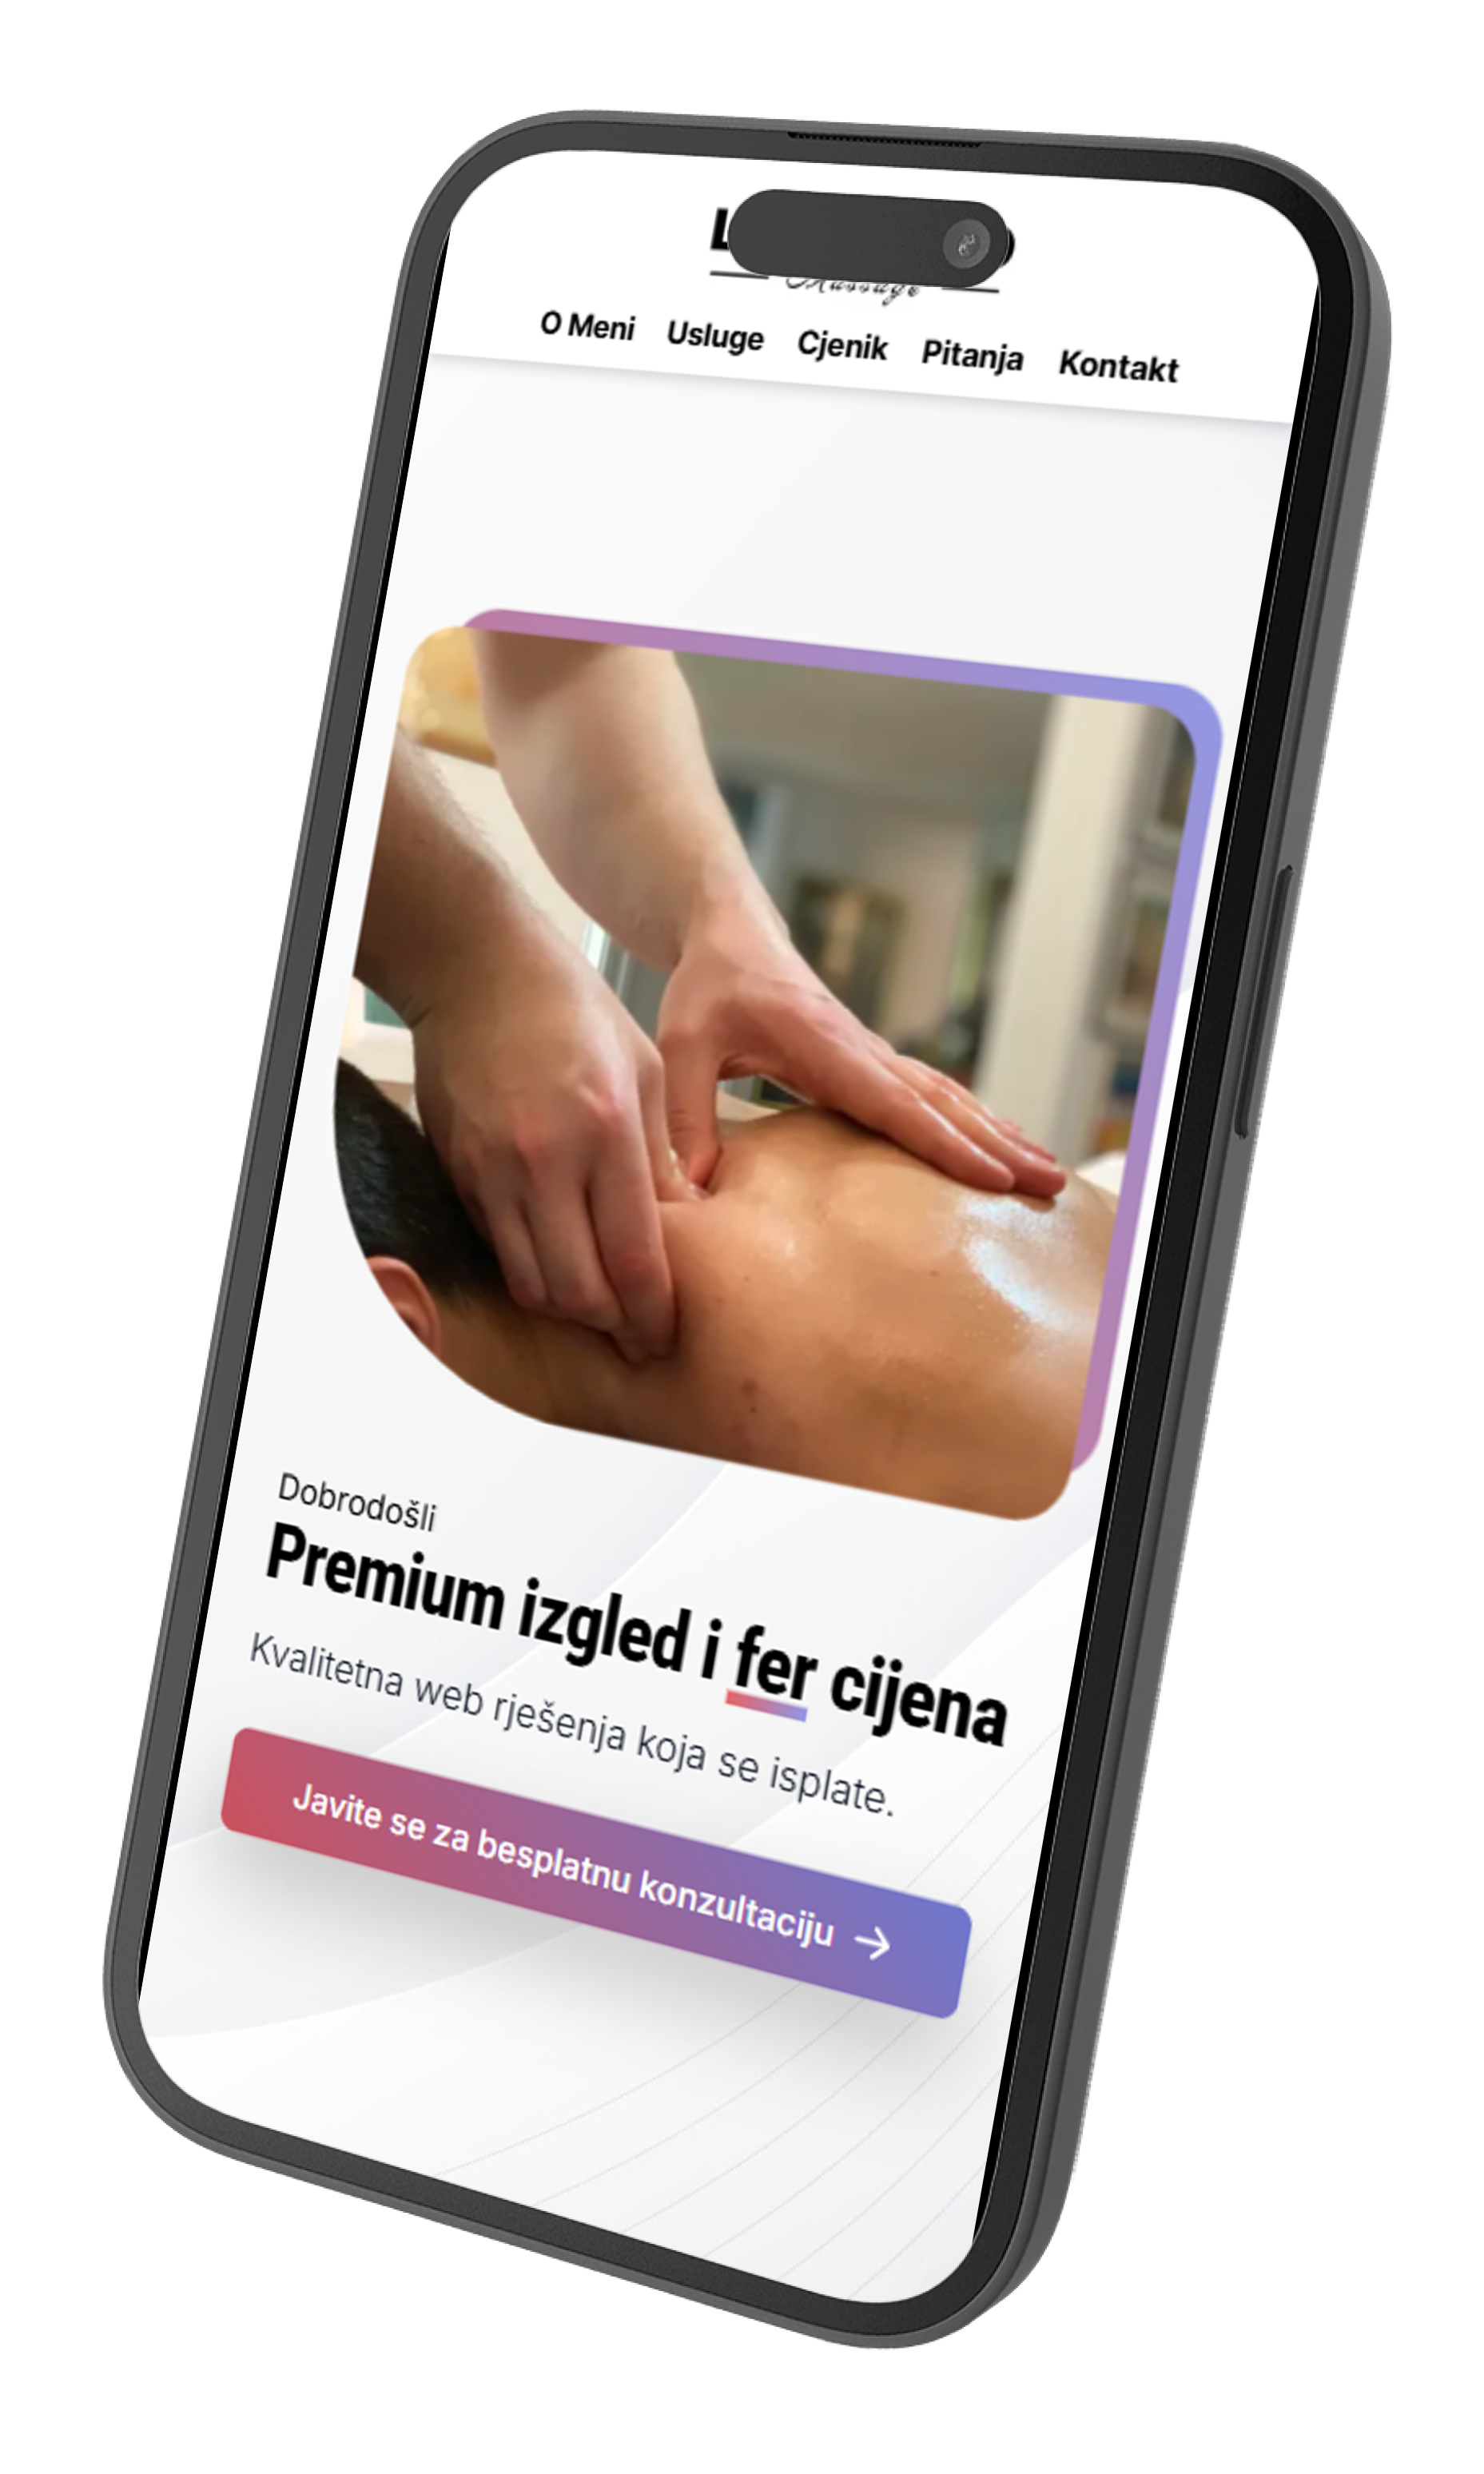 Massage
O Meni Usluge Cjenik Pitanja Kontakt
Dobrodošli
Premium izgled i fer cijena
Kvalitetna web rješenja koja se isplate.
Javite se za besplatnu konzultaciju →